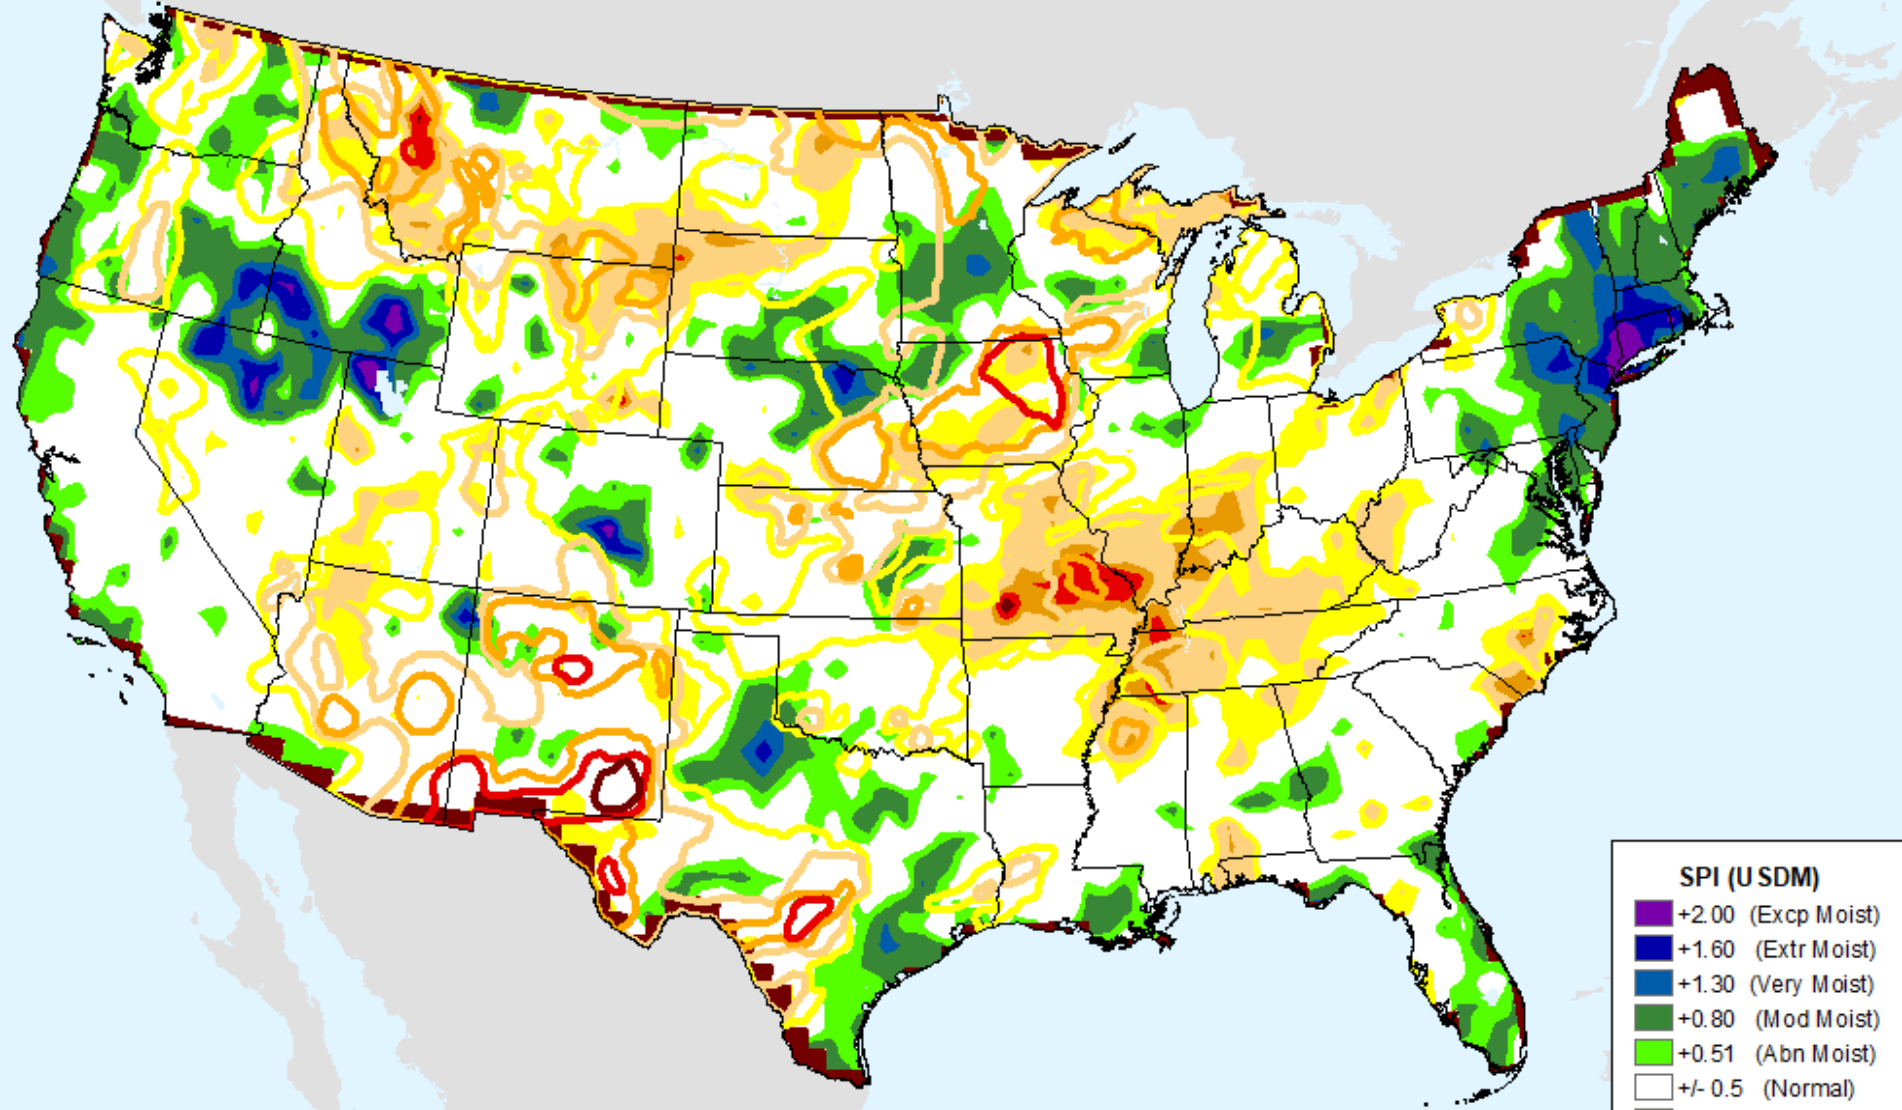 SPI (USDM)
+2.00 (Excp Moist)
+1.60 (Extr Moist)
+1.30 (Very Moist)
+0.80 (Mod Moist)
+0.51 (Abn Moist)
+/- 0.5 (Normal)